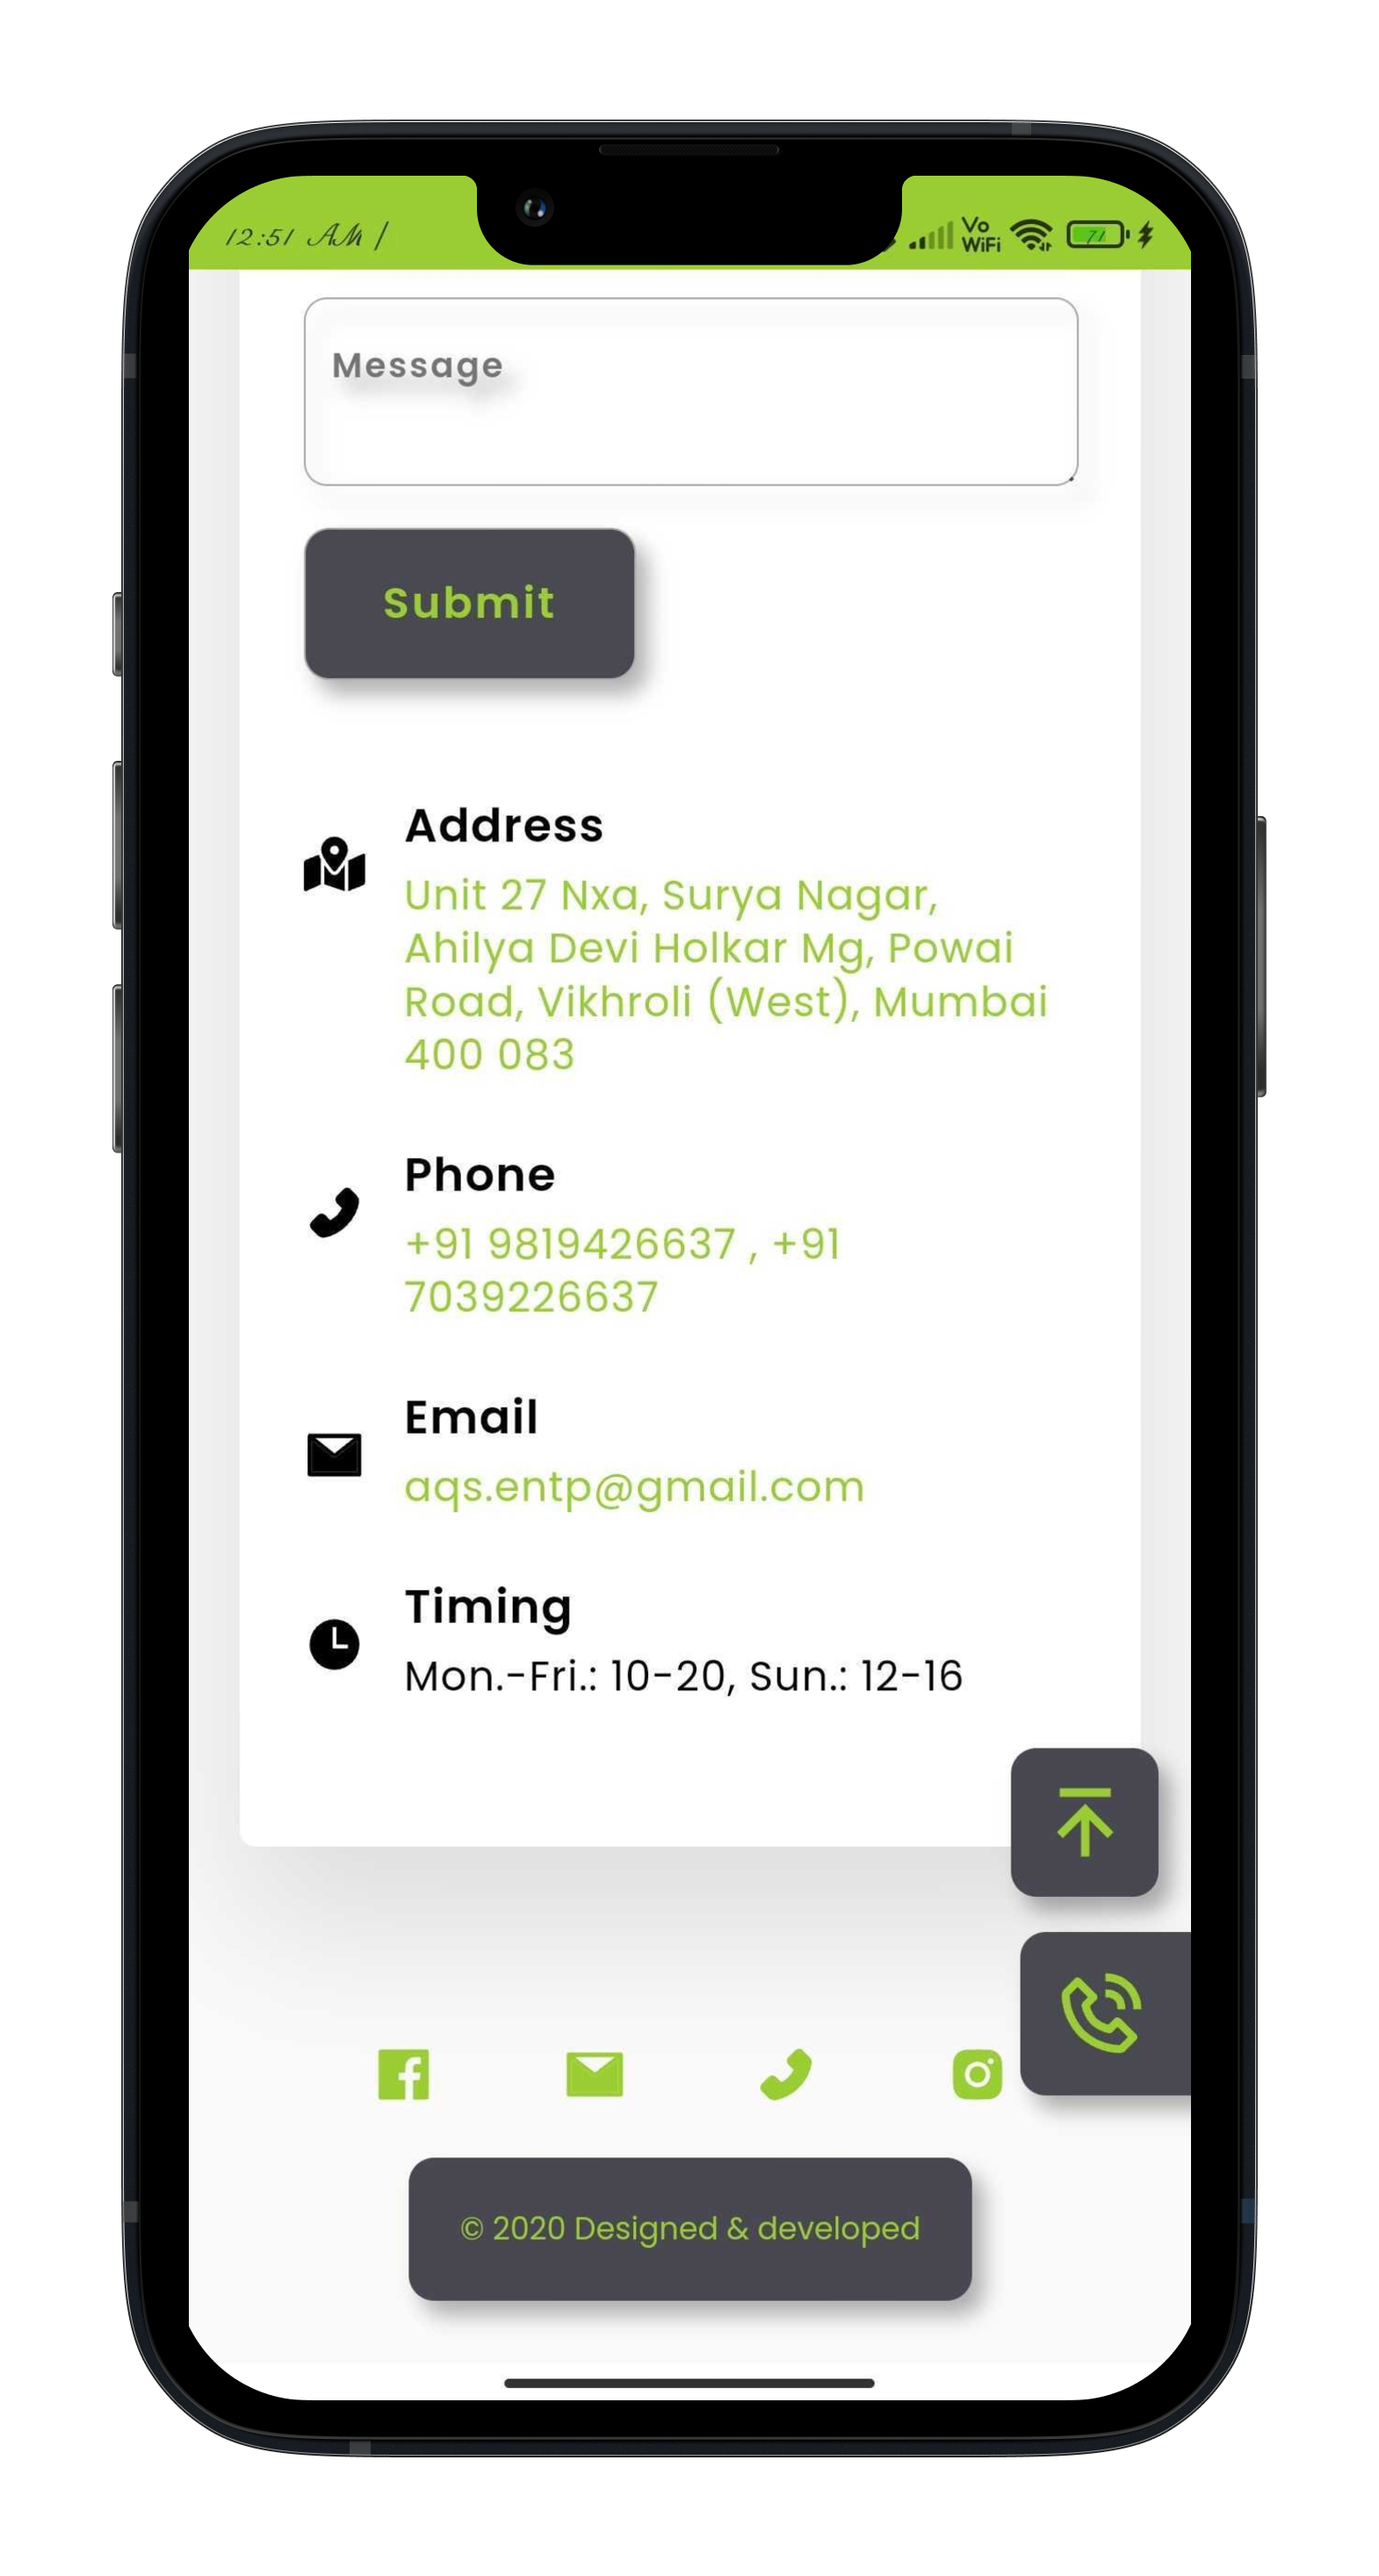 12:51 AM |
Vo
WiFi
71
Message
Submit
Address
Unit 27 Nxa, Surya Nagar,
Ahilya Devi Holkar Mg, Powai
Road, Vikhroli (West), Mumbai
400 083
Phone
+91 9819426637 , +91
7039226637
Email
aqs.entp@gmail.com
Timing
Mon.-Fri.: 10-20, Sun.: 12-16
© 2020 Designed & developed